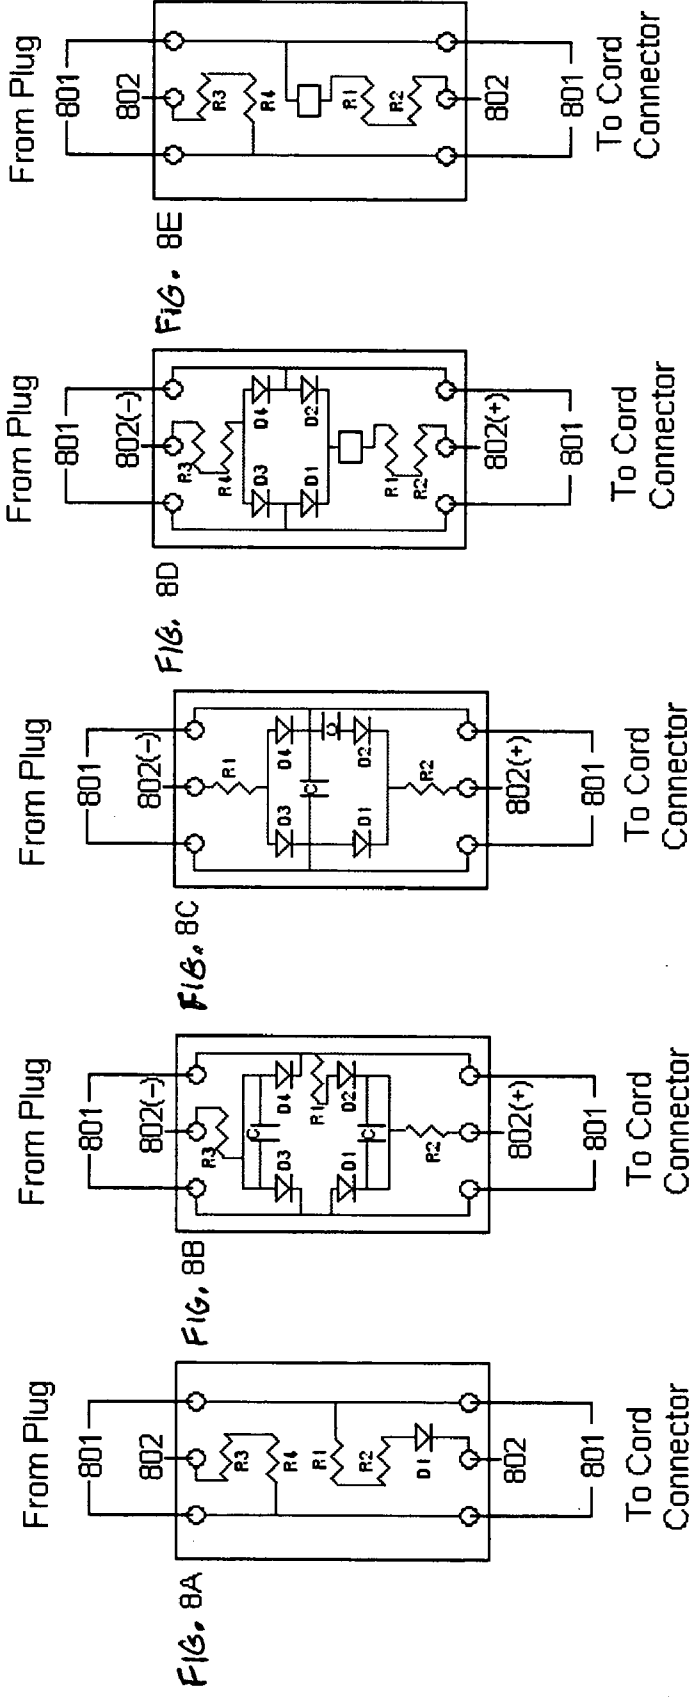 FIG. 8A
From Plug
801
802
R3
R4
R1
R2
D1
802
801
To Cord
Connector
FIG. 8B
From Plug
801
802(-)
R3
C
D3
D4
R1
D1
D2
C
R2
802(+)
801
To Cord
Connector
FIG. 8C
From Plug
801
802(-)
R1
D3
D4
C
C
D1
D2
R2
802(+)
801
To Cord
Connector
FIG. 8D
From Plug
801
802(-)
R3
R4
D3
D4
D1
D2
R1
R2
802(+)
801
To Cord
Connector
FIG. 8E
From Plug
801
802
R3
R4
R1
R2
802
801
To Cord
Connector